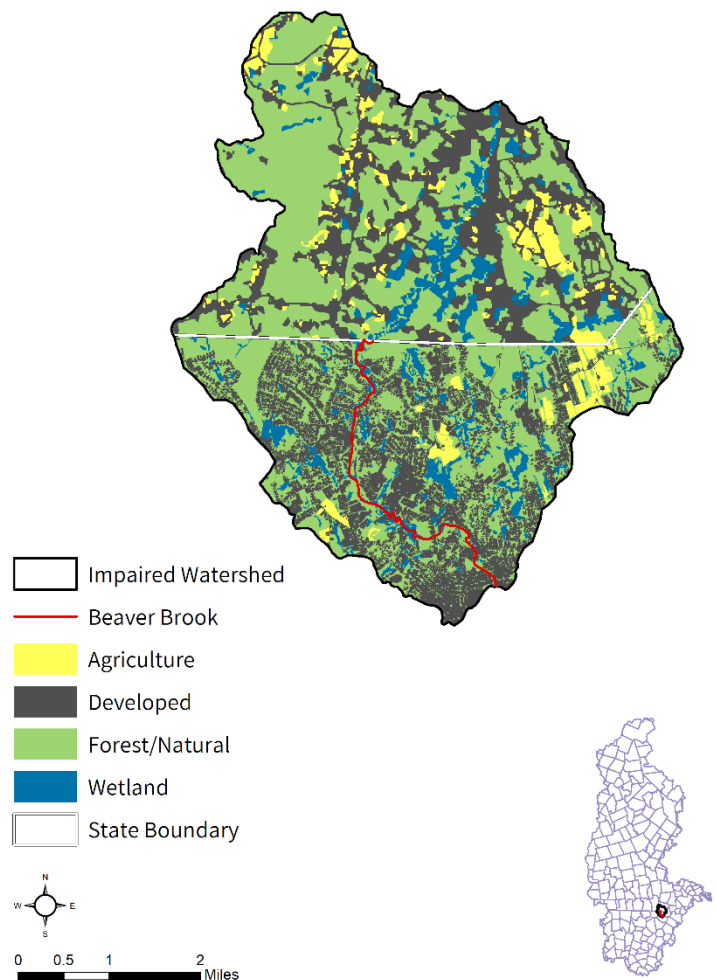 Impaired Watershed
Beaver Brook
Agriculture
Developed
Forest/Natural
Wetland
State Boundary
N
W E
S
0 0.5 1 2
Miles